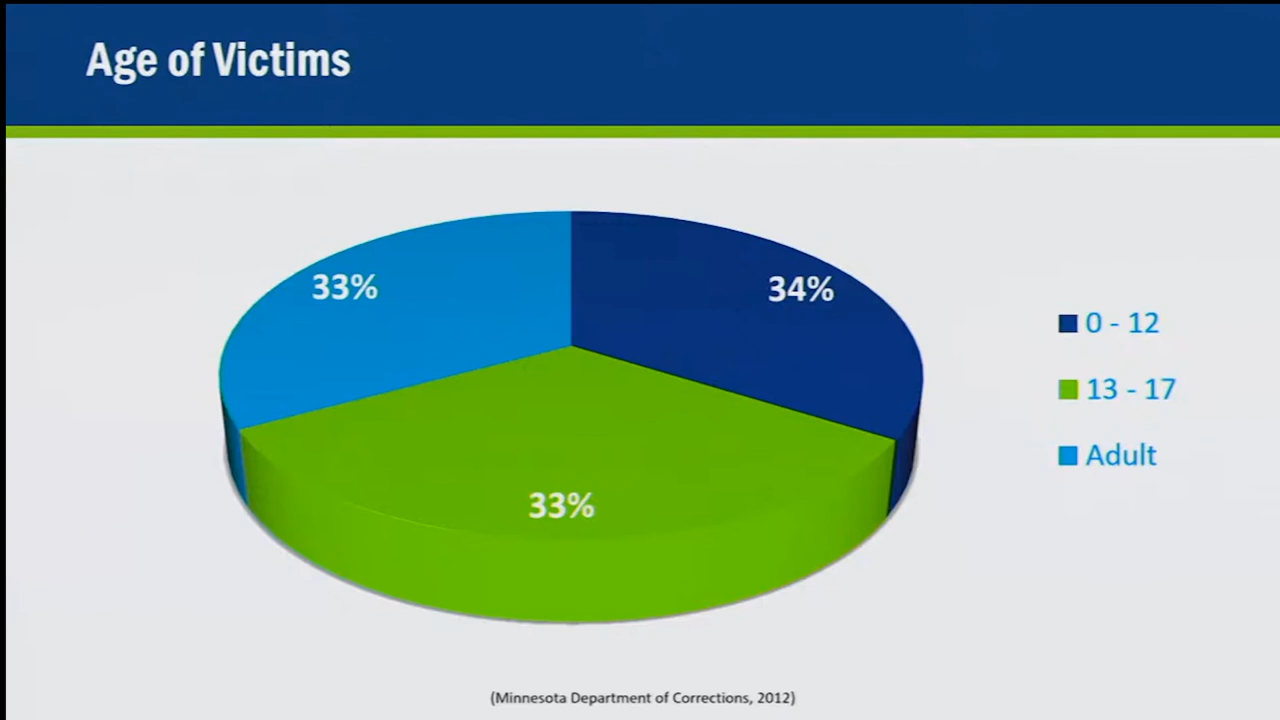 Age of Victims
33%
34%
33%
0 - 12
13 - 17
Adult
(Minnesota Department of Corrections, 2012)